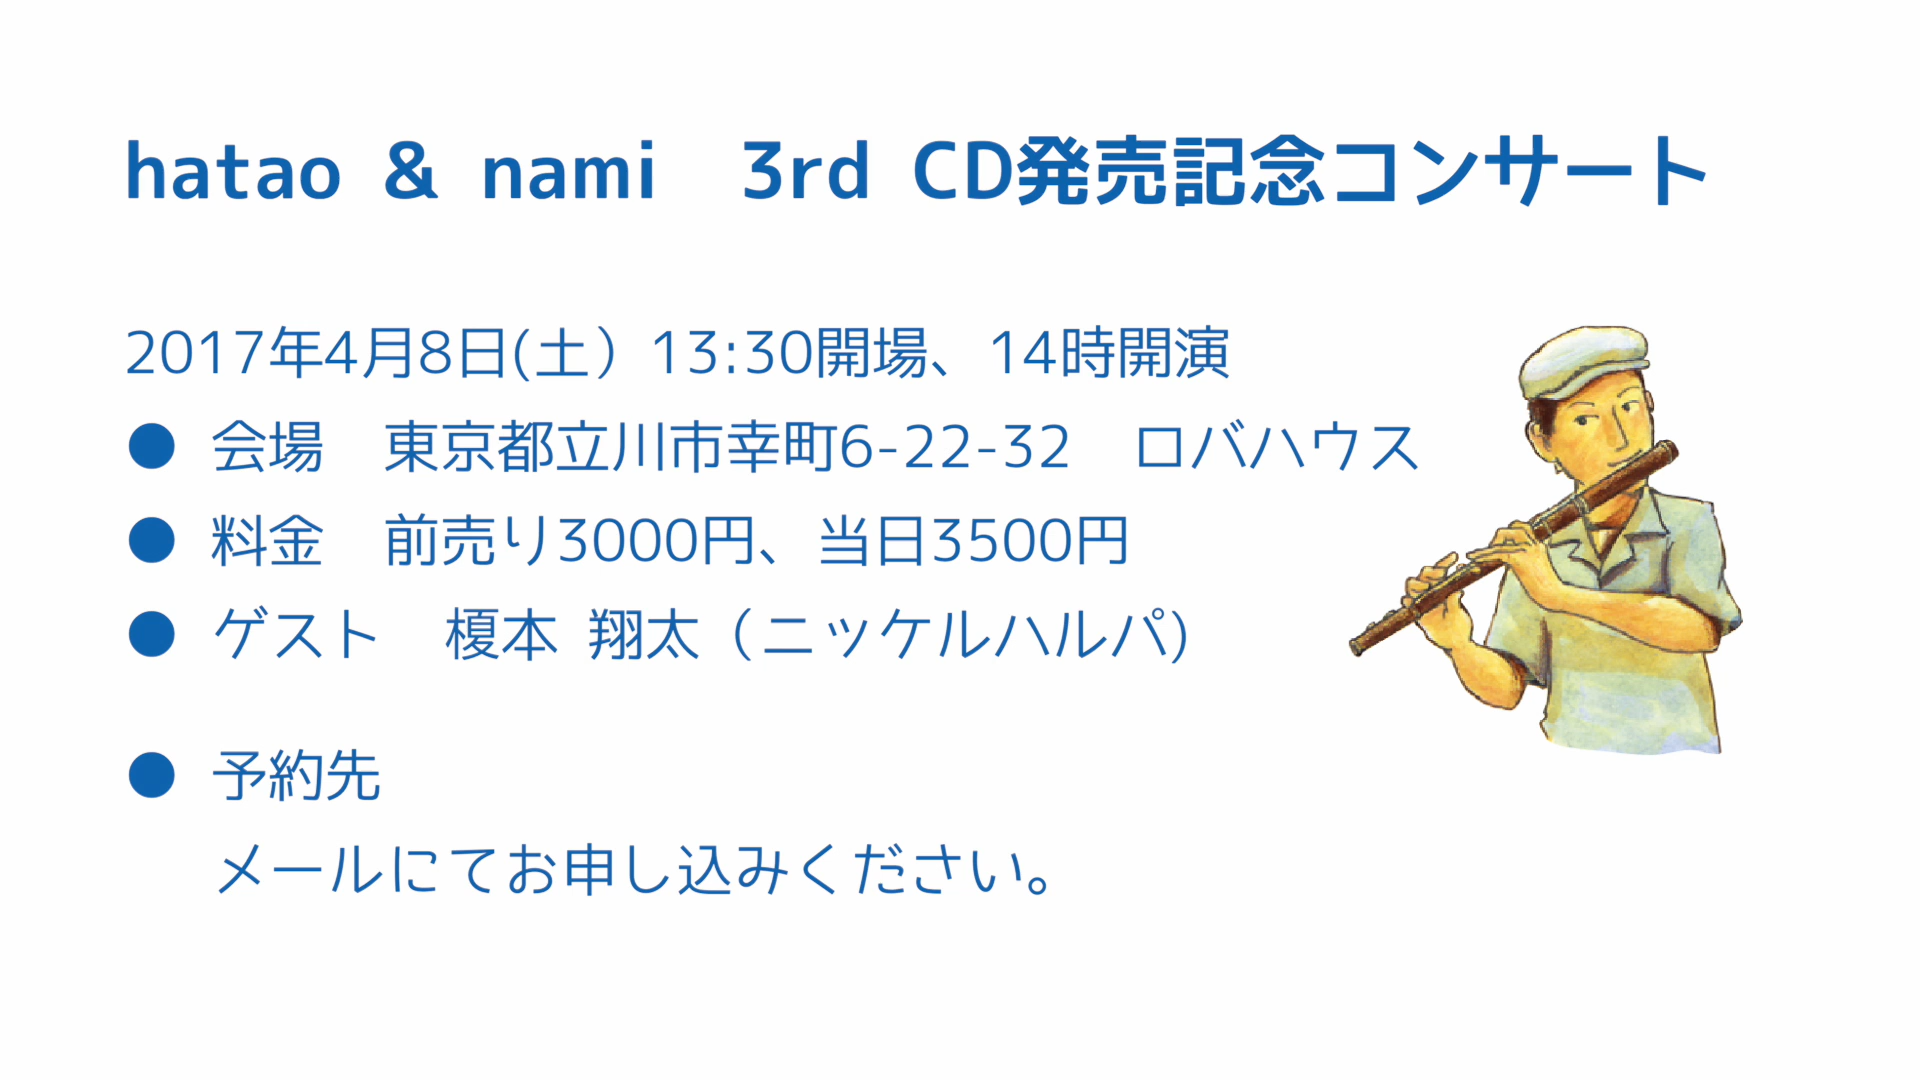 hatao & nami　3rd CD発売記念コンサート
2017年4月8日(土）13:30開場、14時開演
● 会場　東京都立川市幸町6-22-32　ロバハウス
● 料金　前売り3000円、当日3500円
● ゲスト　榎本 翔太（ニッケルハルパ)
● 予約先
メールにてお申し込みください。